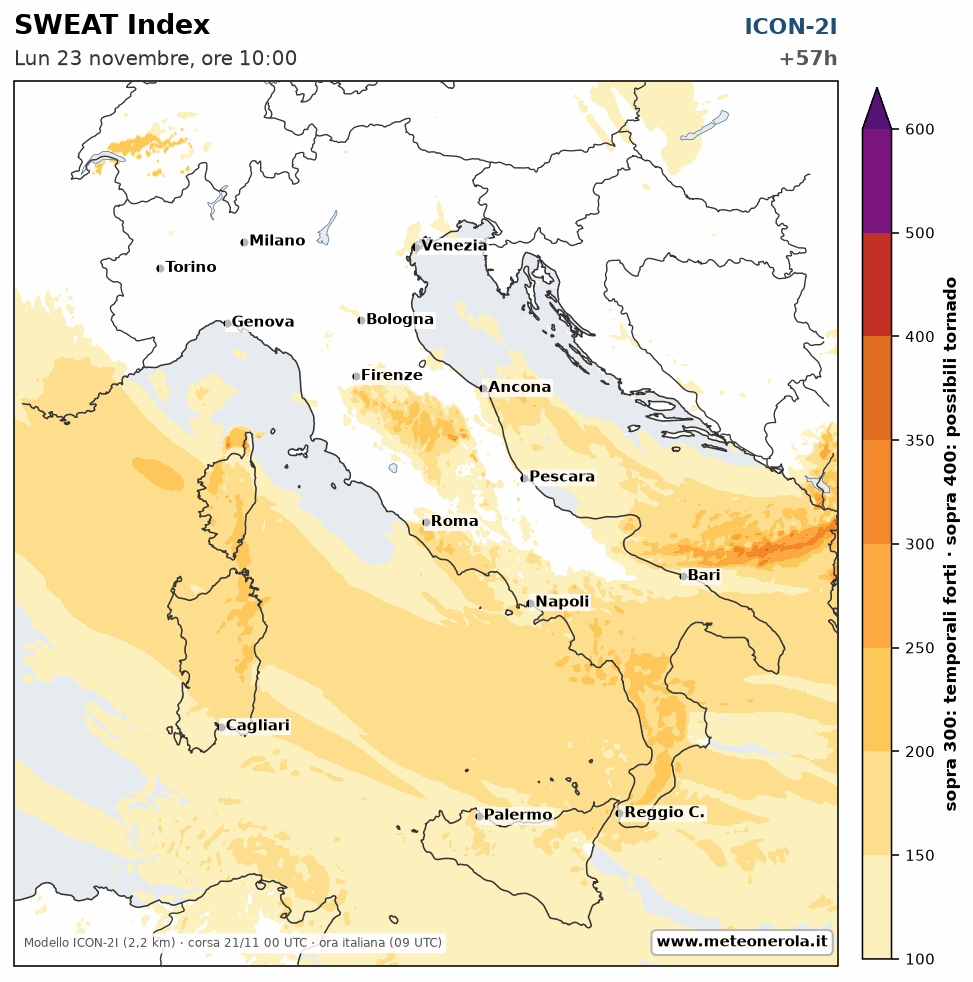 SWEAT Index
ICON-2I
Lun 23 novembre, ore 10:00
+57h
Milano
Venezia
Torino
Genova
Bologna
Firenze
Ancona
Pescara
Roma
Bari
Napoli
Cagliari
Palermo
Reggio C.
600
500
400
350
300
250
200
150
100
sopra 300: temporali forti · sopra 400: possibili tornado
Modello ICON-2I (2,2 km) · corsa 21/11 00 UTC · ora italiana (09 UTC)
www.meteonerola.it